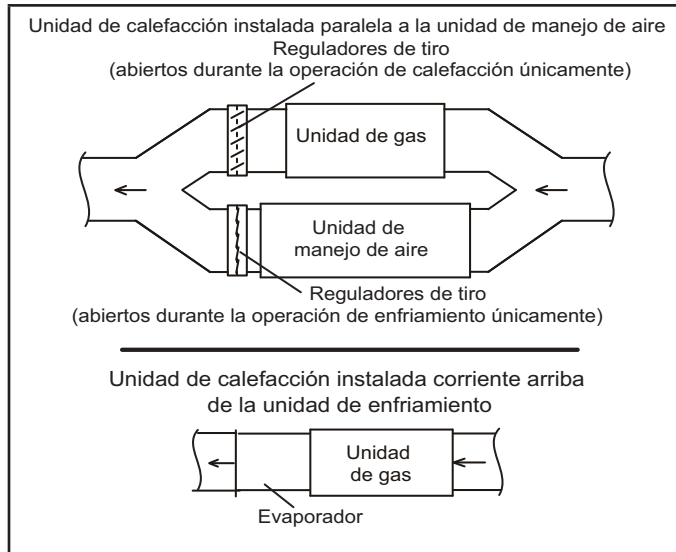 Unidad de calefacción instalada paralela a la unidad de manejo de aire
Reguladores de tiro
(abiertos durante la operación de calefacción únicamente)
Unidad de gas
Unidad de
manejo de aire
Reguladores de tiro
(abiertos durante la operación de enfriamiento únicamente)
Unidad de calefacción instalada corriente arriba
de la unidad de enfriamiento
Unidad
de gas
Evaporador